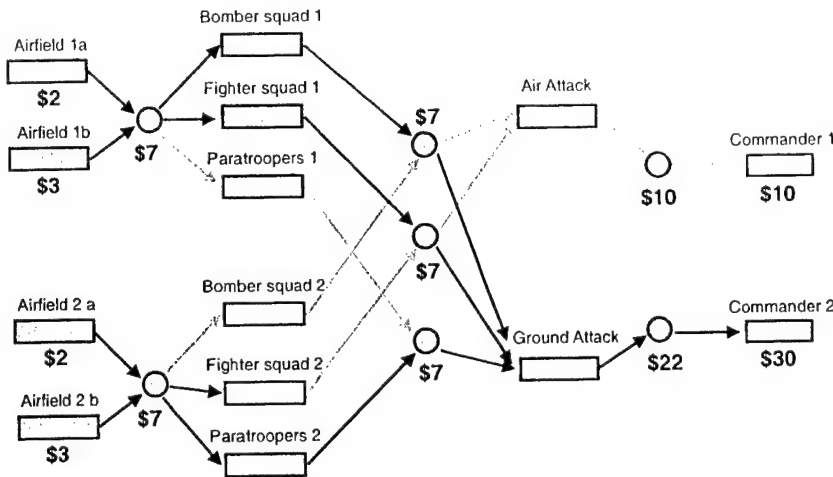 Bomber squad 1
Airfield 1a
$2
Fighter squad 1
Airfield 1b
$3
$7
Paratroopers 1
$7
Air Attack
Commander 1
$10
$10
$7
Bomber squad 2
Airfield 2 a
$2
Fighter squad 2
Airfield 2 b
$3
$7
Paratroopers 2
$7
Ground Attack
$22
Commander 2
$30